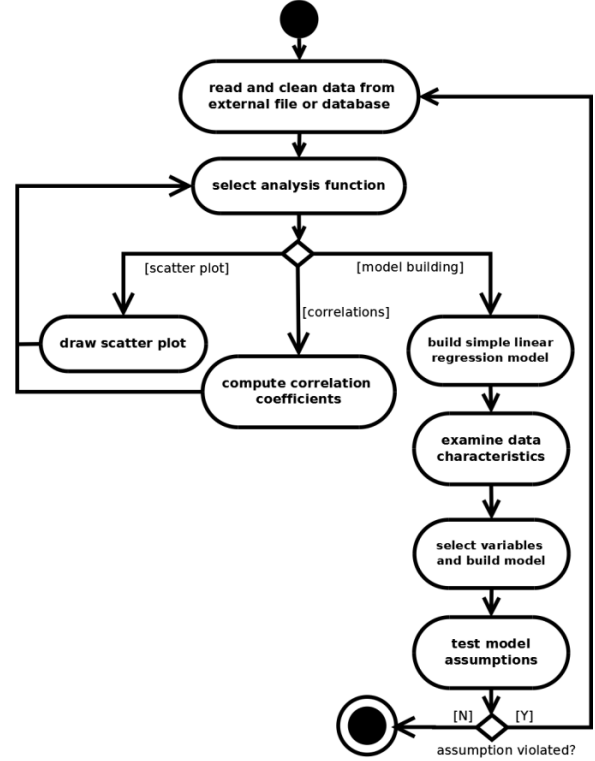 read and clean data from
external file or database
select analysis function
[scatter plot]
[model building]
[correlations]
draw scatter plot
build simple linear
regression model
compute correlation
coefficients
examine data
characteristics
select variables
and build model
test model
assumptions
[N]
[Y]
assumption violated?